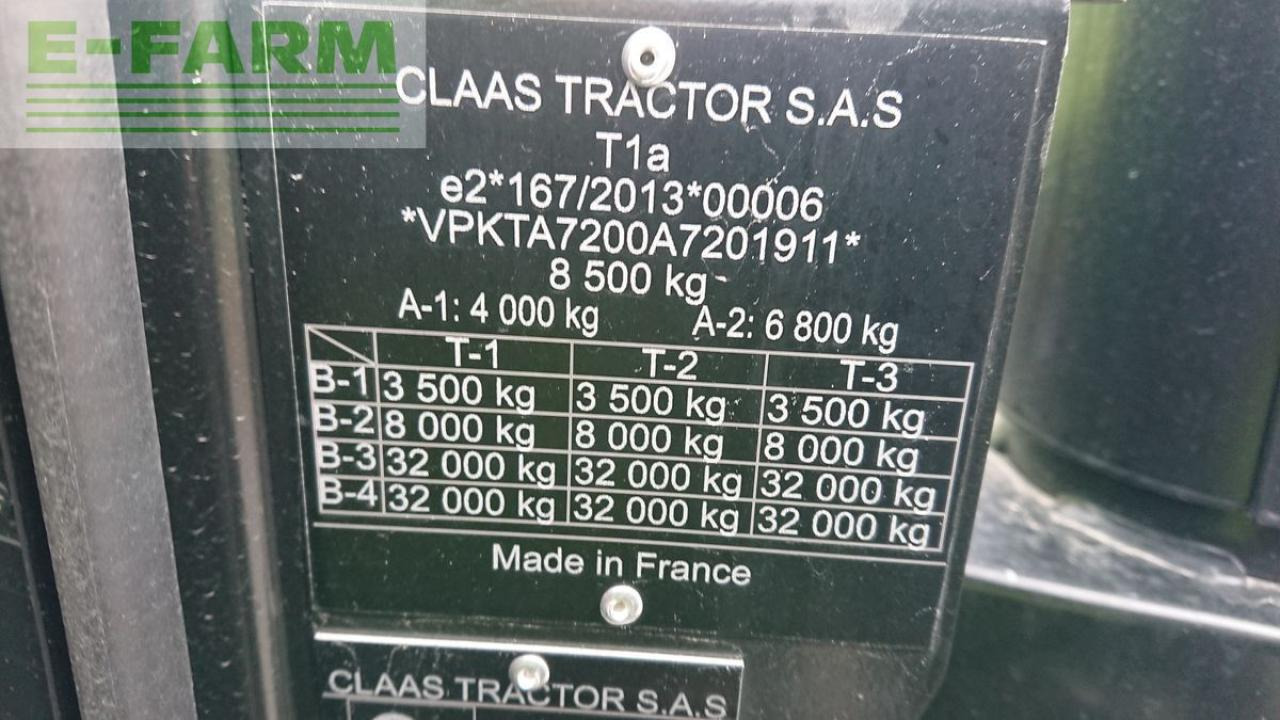 E-FARM
CLAAS TRACTOR S.A.S
T1a
e2*167/2013*00006
*VPKTA7200A7201911*
8 500 kg
A-1: 4 000 kg A-2: 6 800 kg
T-1 T-2 T-3
B-1 3 500 kg 3 500 kg 3 500 kg
B-2 8 000 kg 8 000 kg 8 000 kg
B-3 32 000 kg 32 000 kg 32 000 kg
B-4 32 000 kg 32 000 kg 32 000 kg
Made in France
CLAAS TRACTOR S.A.S